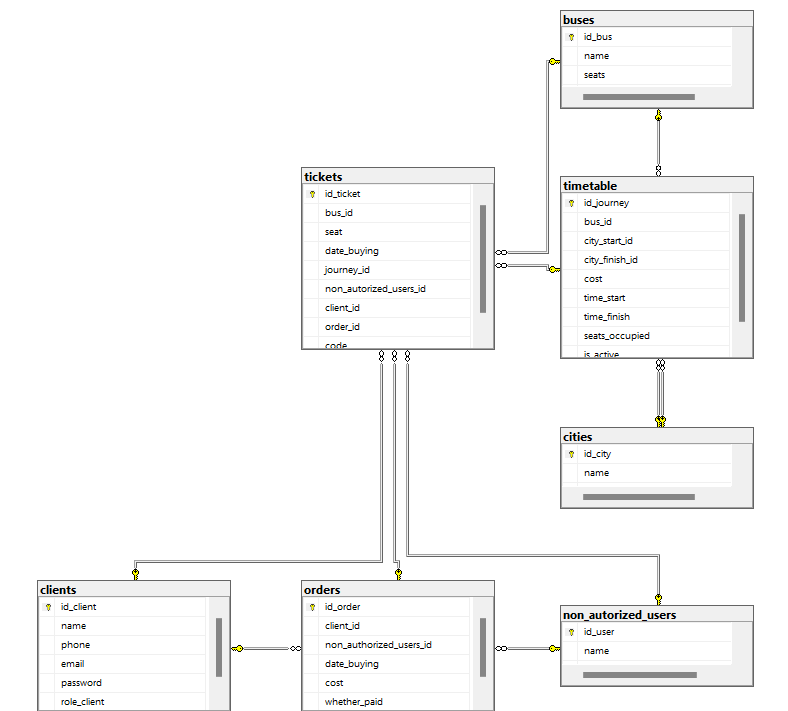 buses
id_bus
name
seats
tickets
id_ticket
bus_id
seat
date_buying
journey_id
non_autorized_users_id
client_id
order_id
code
timetable
id_journey
bus_id
city_start_id
city_finish_id
cost
time_start
time_finish
seats_occupied
is_active
cities
id_city
name
clients
id_client
name
phone
email
password
role_client
orders
id_order
client_id
non_authorized_users_id
date_buying
cost
whether_paid
non_autorized_users
id_user
name